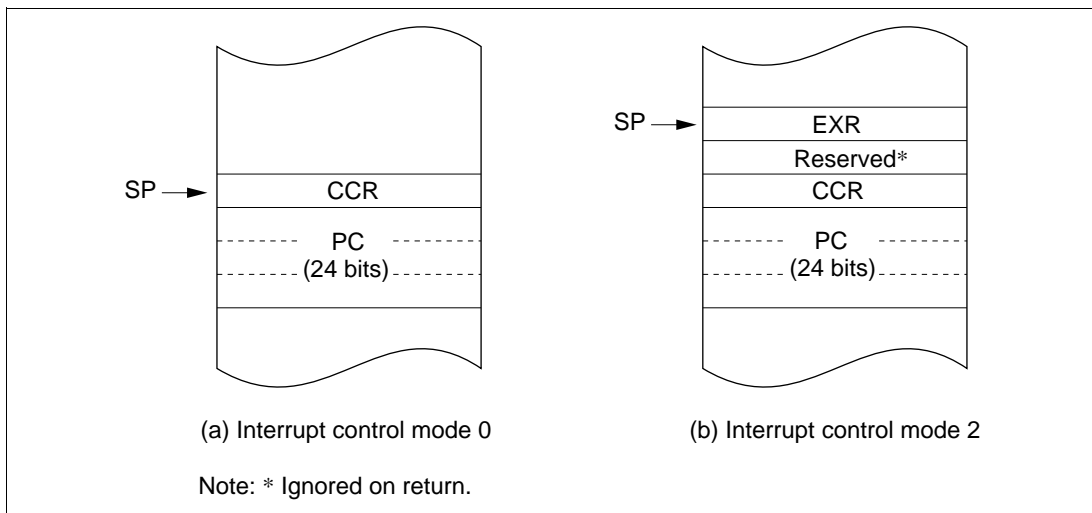 SP
CCR
PC
(24 bits)
(a) Interrupt control mode 0
SP
EXR
Reserved*
CCR
PC
(24 bits)
(b) Interrupt control mode 2
Note: * Ignored on return.